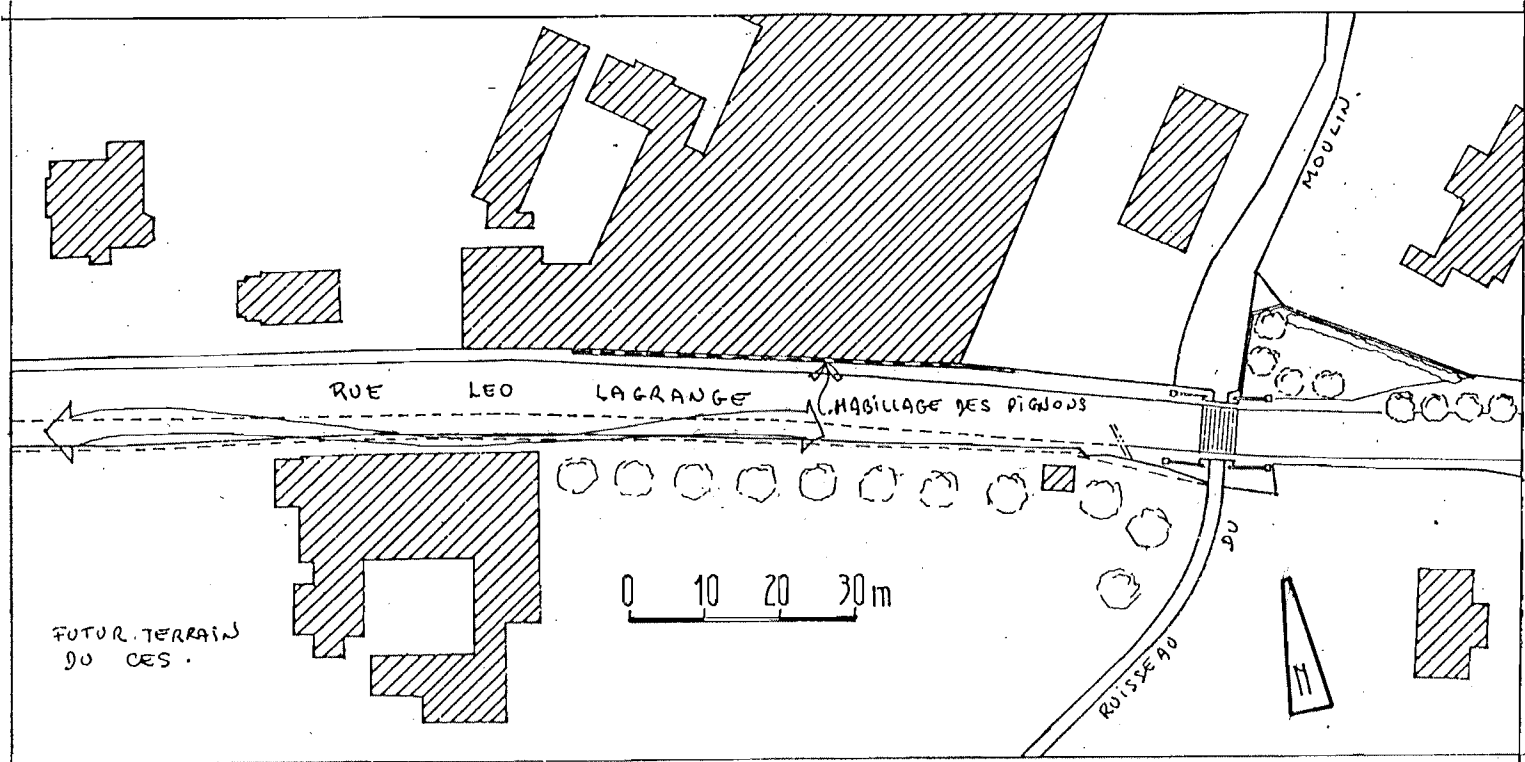 MOULIN.
RUE LEO LAGRANGE
HABILLAGE DES PIGNONS
DU
0 10 20 30m
FUTUR. TERRAIN
DU CES.
RUISSEAU
N